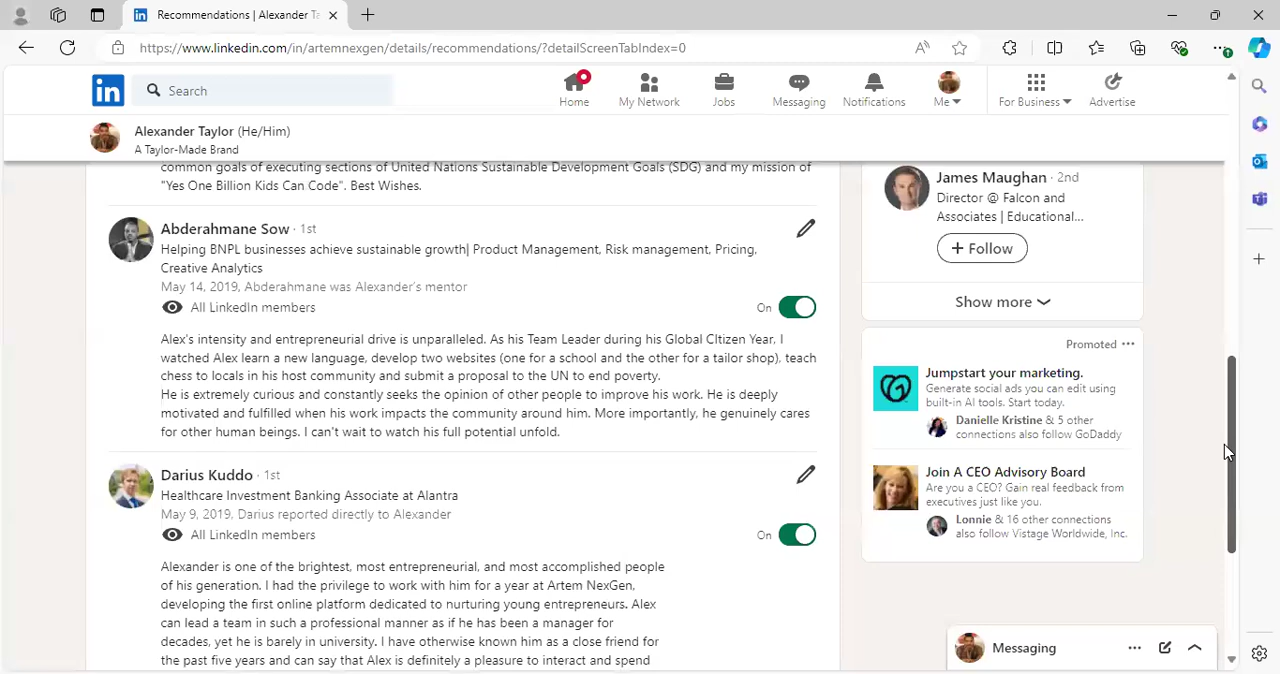 Recommendations | Alexander Ta
https://www.linkedin.com/in/artemnexgen/details/recommendations/?detailScreenTabIndex=0
in
Search
Home
My Network
Jobs
Messaging
Notifications
Me
For Business
Advertise
Alexander Taylor (He/Him)
A Taylor-Made Brand
common goals of executing sections of United Nations Sustainable Development Goals (SDG) and my mission of
"Yes One Billion Kids Can Code". Best Wishes.
Abderahmane Sow · 1st
Helping BNPL businesses achieve sustainable growth| Product Management, Risk management, Pricing,
Creative Analytics
May 14, 2019, Abderahmane was Alexander's mentor
All LinkedIn members
On
Alex's intensity and entrepreneurial drive is unparalleled. As his Team Leader during his Global CItizen Year, I
watched Alex learn a new language, develop two websites (one for a school and the other for a tailor shop), teach
chess to locals in his host community and submit a proposal to the UN to end poverty.
He is extremely curious and constantly seeks the opinion of other people to improve his work. He is deeply
motivated and fulfilled when his work impacts the community around him. More importantly, he genuinely cares
for other human beings. I can't wait to watch his full potential unfold.
Darius Kuddo · 1st
Healthcare Investment Banking Associate at Alantra
May 9, 2019, Darius reported directly to Alexander
All LinkedIn members
On
Alexander is one of the brightest, most entrepreneurial, and most accomplished people
of his generation. I had the privilege to work with him for a year at Artem NexGen,
developing the first online platform dedicated to nurturing young entrepreneurs. Alex
can lead a team in such a professional manner as if he has been a manager for
decades, yet he is barely in university. I have otherwise known him as a close friend for
the past five years and can say that Alex is definitely a pleasure to interact and spend
James Maughan · 2nd
Director @ Falcon and
Associates | Educational...
+ Follow
Show more
Promoted
Jumpstart your marketing.
Generate social ads you can edit using
built-in AI tools. Start today.
Danielle Kristine & 5 other
connections also follow GoDaddy
Join A CEO Advisory Board
Are you a CEO? Gain real feedback from
executives just like you.
Lonnie & 16 other connections
also follow Vistage Worldwide, Inc.
Messaging